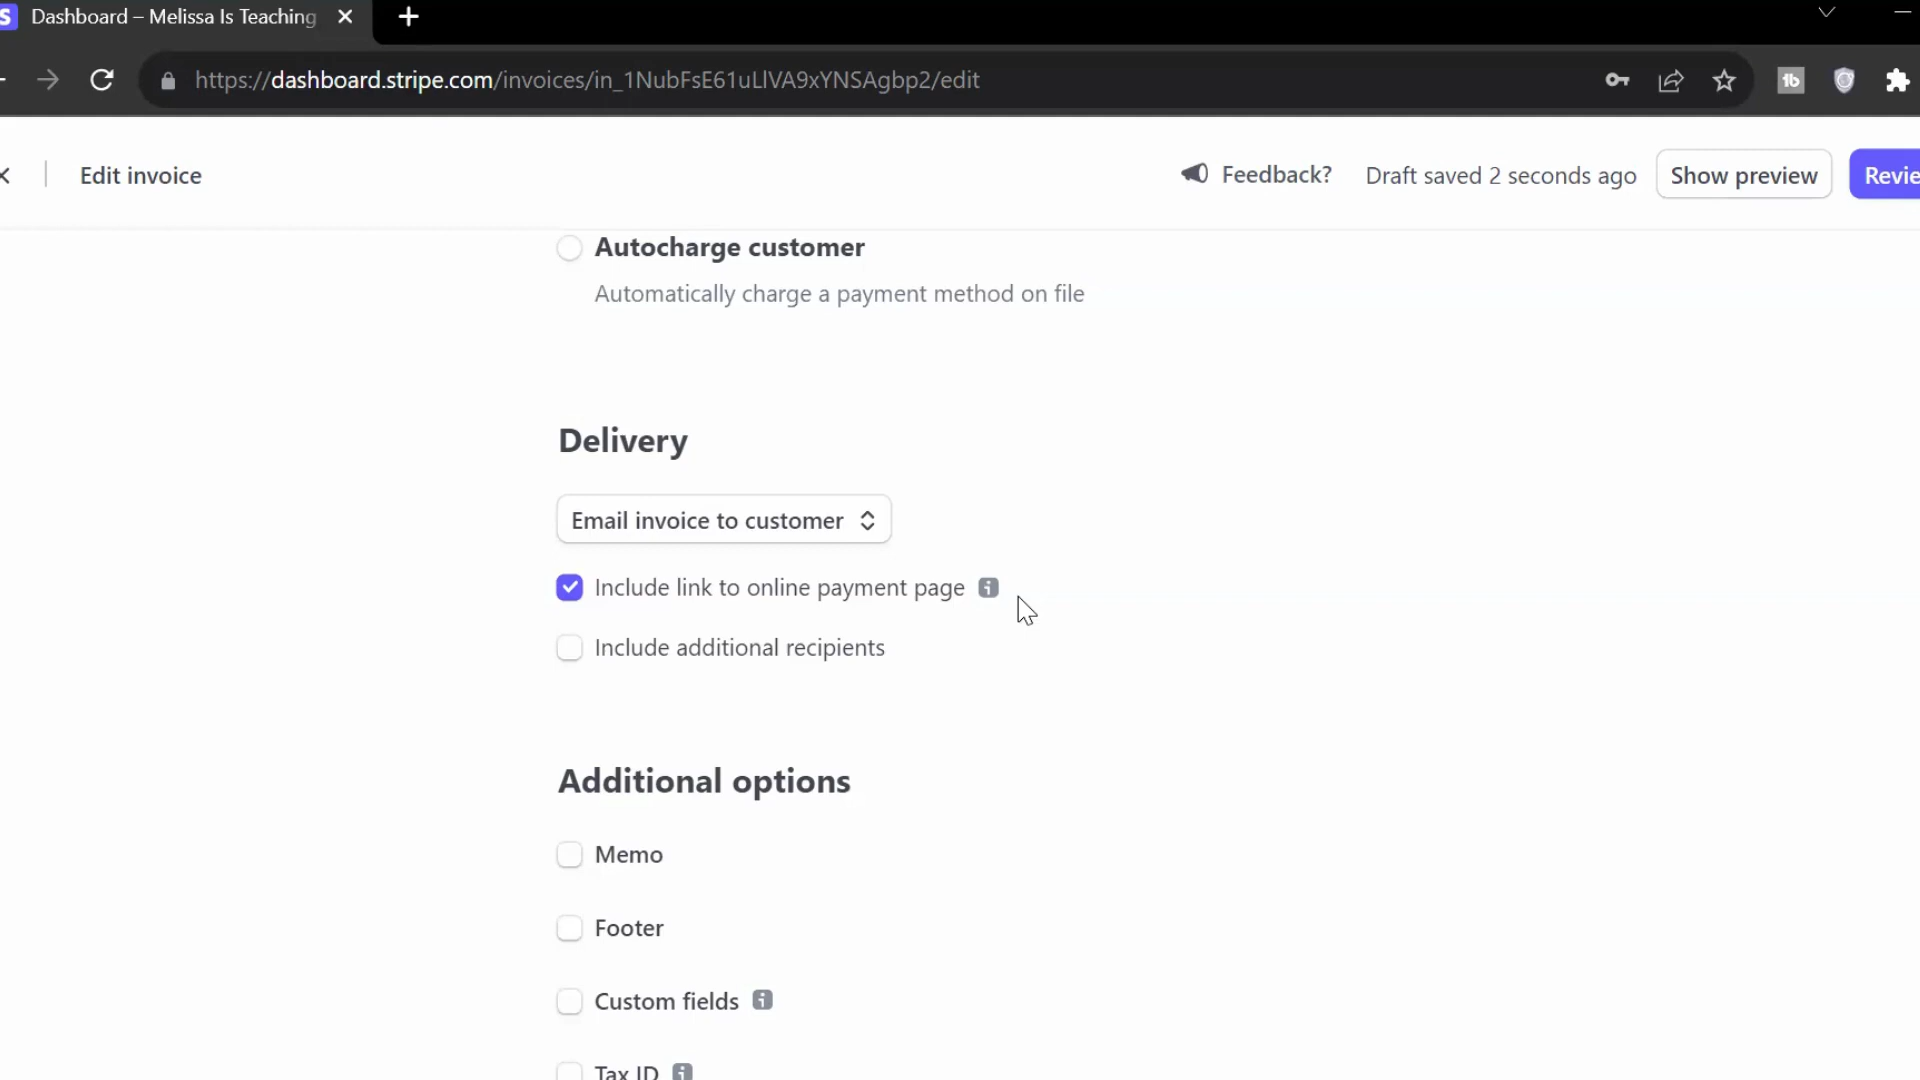 S Dashboard – Melissa Is Teaching
https://dashboard.stripe.com/invoices/in_1NubFsE61uLlVA9xYNSAgbp2/edit
Edit invoice
Feedback?
Draft saved 2 seconds ago
Show preview
Revie
Autocharge customer
Automatically charge a payment method on file
Delivery
Email invoice to customer
Include link to online payment page
Include additional recipients
Additional options
Memo
Footer
Custom fields
Tax ID